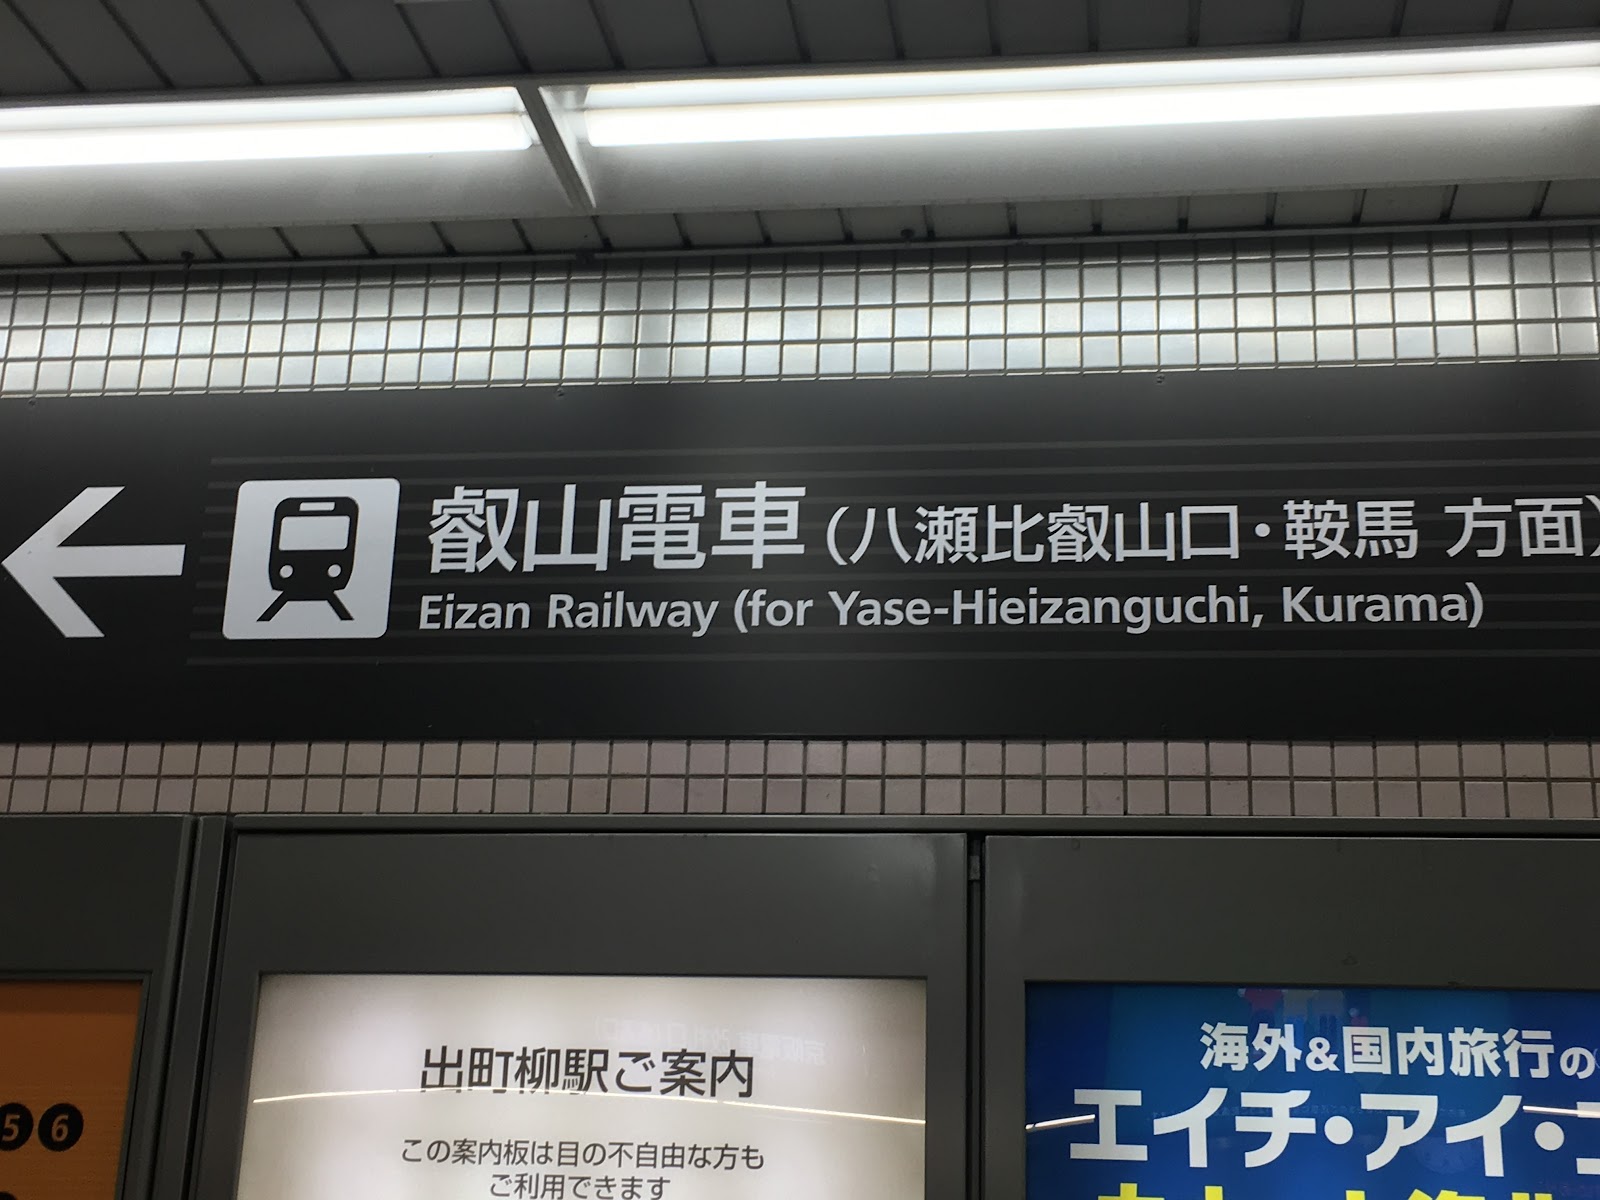 叡山電車(八瀬比叡山口・鞍馬 方面)
Eizan Railway (for Yase-Hieizanguchi, Kurama)
5 6
出町柳駅ご案内
この案内板は目の不自由な方も
ご利用できます
海外&国内旅行の
エイチ・アイ・